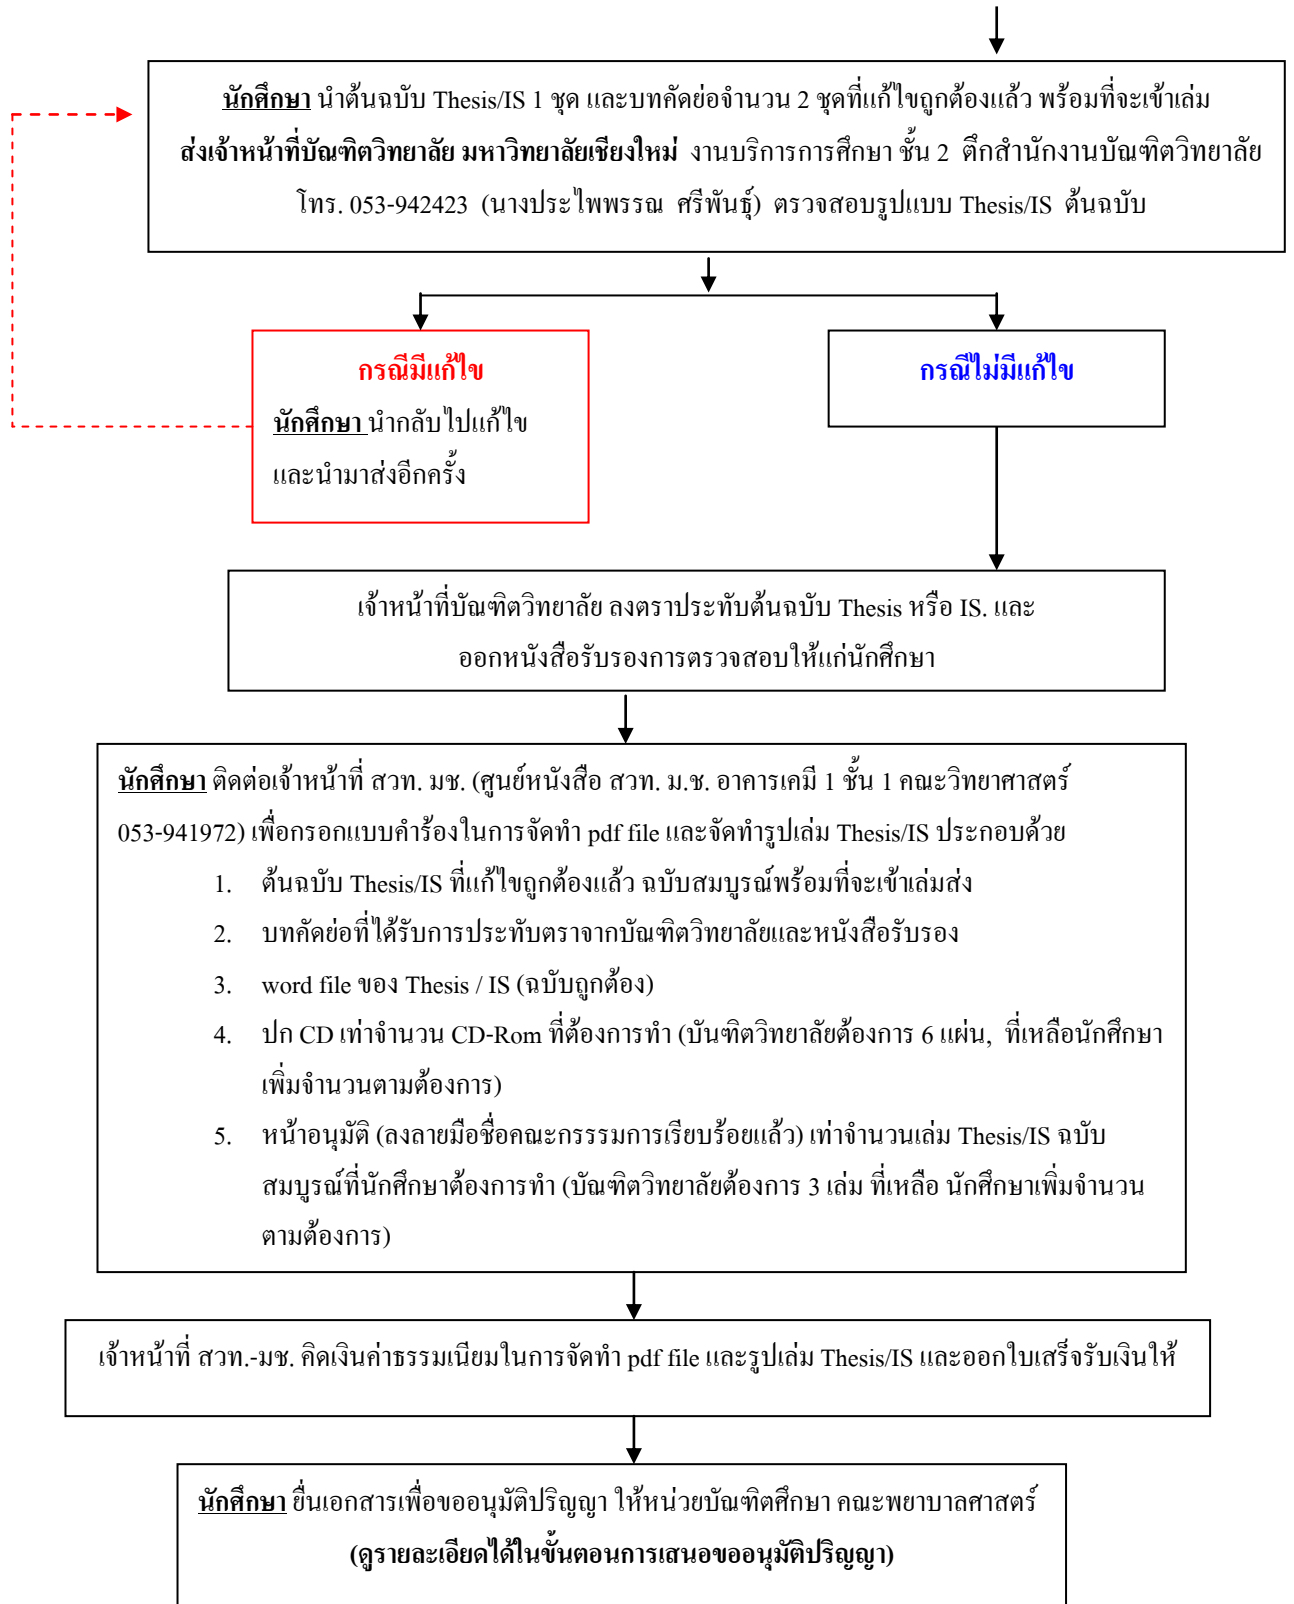 นักศึกษา นำต้นฉบับ Thesis/IS 1 ชุด และบทคัดย่อจำนวน 2 ชุดที่แก้ไขถูกต้องแล้ว พร้อมที่จะเข้าเล่ม
ส่งเจ้าหน้าที่บัณฑิตวิทยาลัย มหาวิทยาลัยเชียงใหม่ งานบริการการศึกษา ชั้น 2 ตึกสำนักงานบัณฑิตวิทยาลัย
โทร. 053-942423 (นางประไพพรรณ ศรีพันธุ์) ตรวจสอบรูปแบบ Thesis/IS ต้นฉบับ
กรณีมีแก้ไข
นักศึกษา นำกลับไปแก้ไข
และนำมาส่งอีกครั้ง
กรณีไม่มีแก้ไข
เจ้าหน้าที่บัณฑิตวิทยาลัย ลงตราประทับต้นฉบับ Thesis หรือ IS. และ
ออกหนังสือรับรองการตรวจสอบให้แก่นักศึกษา
นักศึกษา ติดต่อเจ้าหน้าที่ สวท. มช. (ศูนย์หนังสือ สวท. ม.ช. อาคารเคมี 1 ชั้น 1 คณะวิทยาศาสตร์
053-941972) เพื่อกรอกแบบคำร้องในการจัดทำ pdf file และจัดทำรูปเล่ม Thesis/IS ประกอบด้วย
1. ต้นฉบับ Thesis/IS ที่แก้ไขถูกต้องแล้ว ฉบับสมบูรณ์พร้อมที่จะเข้าเล่มส่ง
2. บทคัดย่อที่ได้รับการประทับตราจากบัณฑิตวิทยาลัยและหนังสือรับรอง
3. word file ของ Thesis / IS (ฉบับถูกต้อง)
4. ปก CD เท่าจำนวน CD-Rom ที่ต้องการทำ (บันฑิตวิทยาลัยต้องการ 6 แผ่น, ที่เหลือนักศึกษา
เพิ่มจำนวนตามต้องการ)
5. หน้าอนุมัติ (ลงลายมือชื่อคณะกรรรมการเรียบร้อยแล้ว) เท่าจำนวนเล่ม Thesis/IS ฉบับ
สมบูรณ์ที่นักศึกษาต้องการทำ (บัณฑิตวิทยาลัยต้องการ 3 เล่ม ที่เหลือ นักศึกษาเพิ่มจำนวน
ตามต้องการ)
เจ้าหน้าที่ สวท.-มช. คิดเงินค่าธรรมเนียมในการจัดทำ pdf file และรูปเล่ม Thesis/IS และออกใบเสร็จรับเงินให้
นักศึกษา ยื่นเอกสารเพื่อขออนุมัติปริญญา ให้หน่วยบัณฑิตศึกษา คณะพยาบาลศาสตร์
(ดูรายละเอียดได้ในขั้นตอนการเสนอขออนุมัติปริญญา)